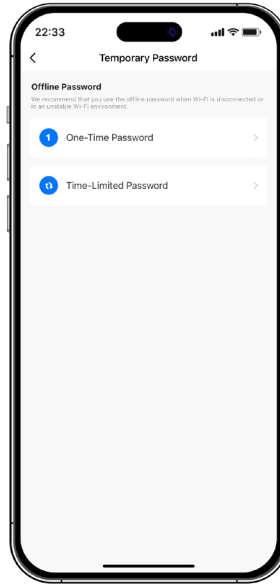 22:33
Temporary Password
Offline Password
We recommend that you use the offline password when Wi-Fi is disconnected or
in an unstable Wi-Fi environment.
1 One-Time Password
Time-Limited Password